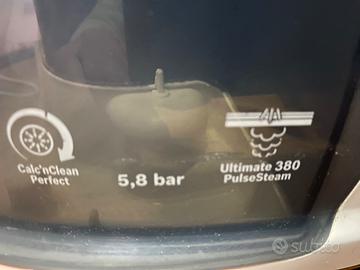 Calc'nClean
Perfect
5,8 bar
Ultimate 380
PulseSteam
subito